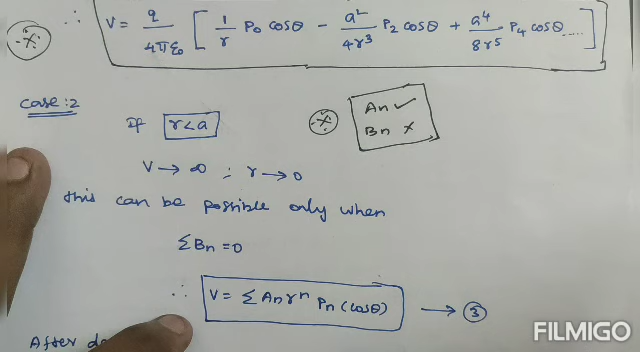 ∴ V = q/4πε₀ [ 1/r P₀ cosθ − a²/4r³ P₂ cosθ + a⁴/8r⁵ P₄ cosθ ..... ]
Case:2
If r<a
An ✓
Bn ×
V → ∞ ; r → 0
this can be possible only when
ΣBn = 0
∴ V = Σ An rⁿ Pn (cosθ) → ③
After
FILMIGO